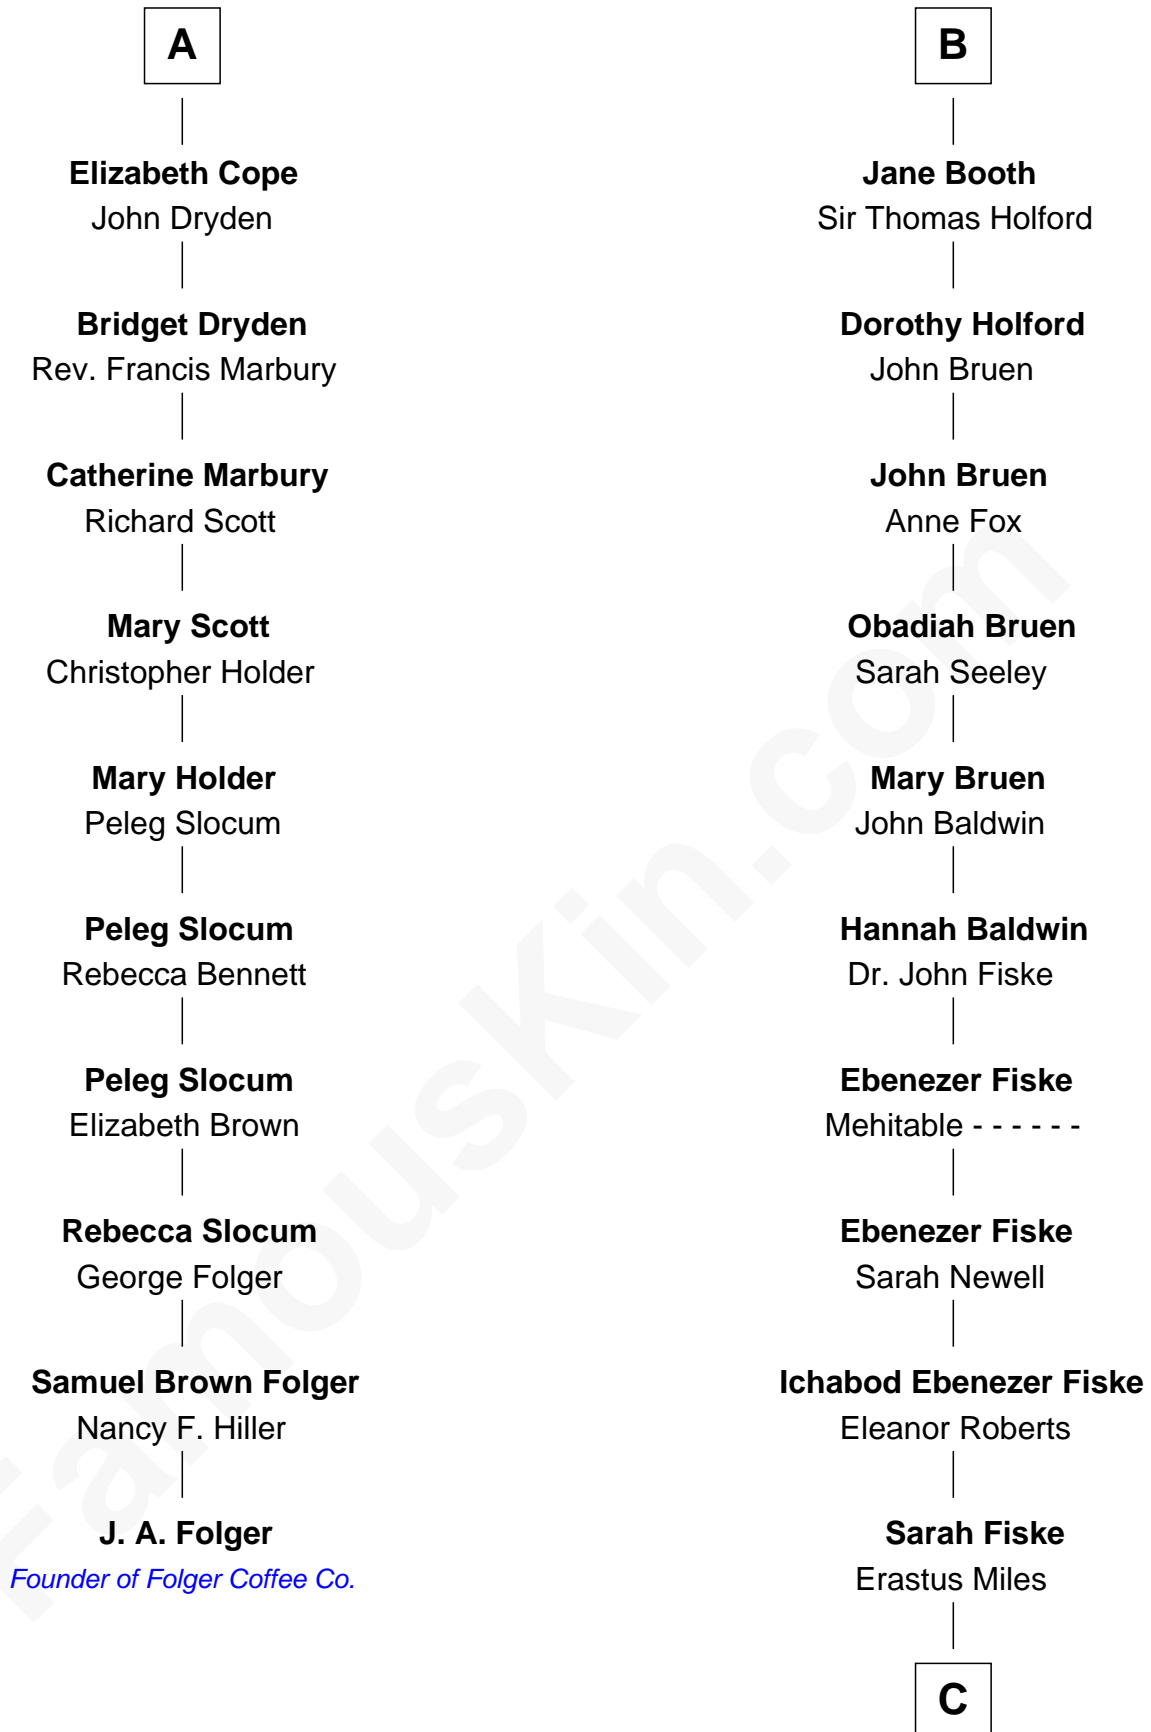 A
Elizabeth Cope
John Dryden
Bridget Dryden
Rev. Francis Marbury
Catherine Marbury
Richard Scott
Mary Scott
Christopher Holder
Mary Holder
Peleg Slocum
Peleg Slocum
Rebecca Bennett
Peleg Slocum
Elizabeth Brown
Rebecca Slocum
George Folger
Samuel Brown Folger
Nancy F. Hiller
J. A. Folger
Founder of Folger Coffee Co.
B
Jane Booth
Sir Thomas Holford
Dorothy Holford
John Bruen
John Bruen
Anne Fox
Obadiah Bruen
Sarah Seeley
Mary Bruen
John Baldwin
Hannah Baldwin
Dr. John Fiske
Ebenezer Fiske
Mehitable - - - - - -
Ebenezer Fiske
Sarah Newell
Ichabod Ebenezer Fiske
Eleanor Roberts
Sarah Fiske
Erastus Miles
C
FamousKin.com